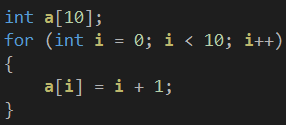 int a[10];
for (int i = 0; i < 10; i++)
{
    a[i] = i + 1;
}